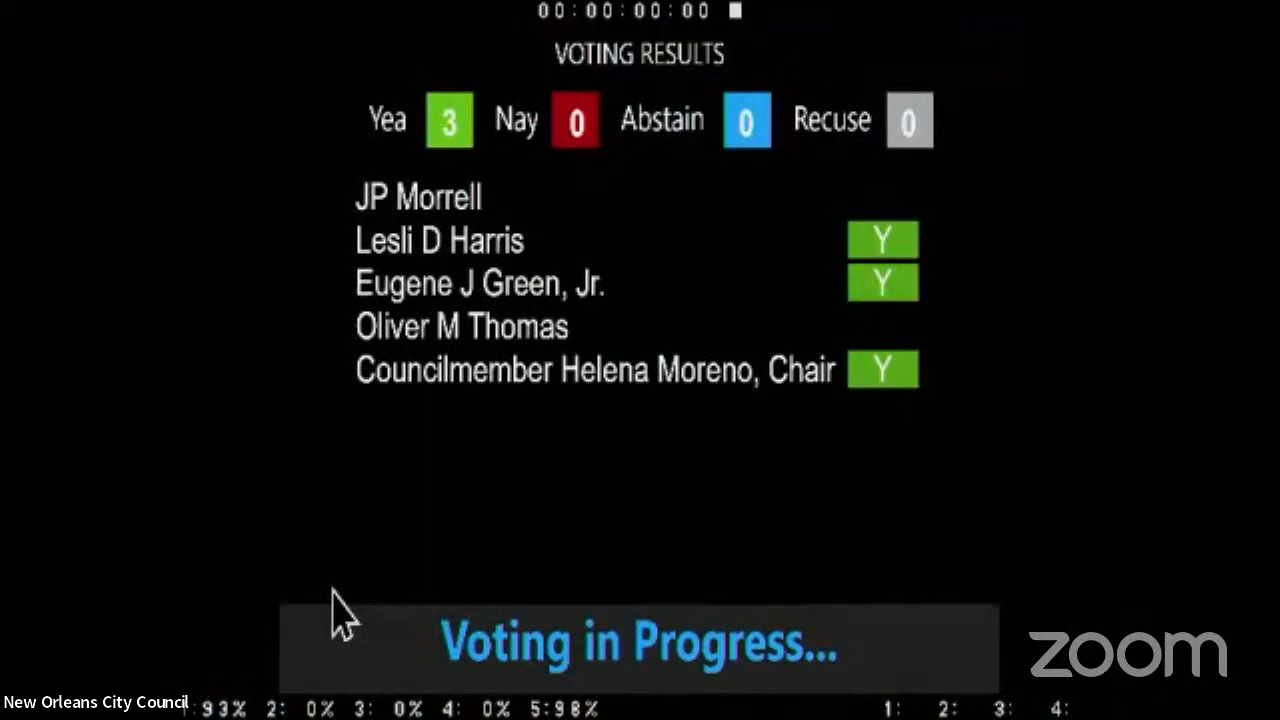 00:00:00:00
VOTING RESULTS
Yea 3 Nay 0 Abstain 0 Recuse 0
JP Morrell
Lesli D Harris Y
Eugene J Green, Jr. Y
Oliver M Thomas
Councilmember Helena Moreno, Chair Y
Voting in Progress...
zoom
New Orleans City Council
1:93% 2: 0% 3: 0% 4: 0% 5:98% 1: 2: 3: 4: